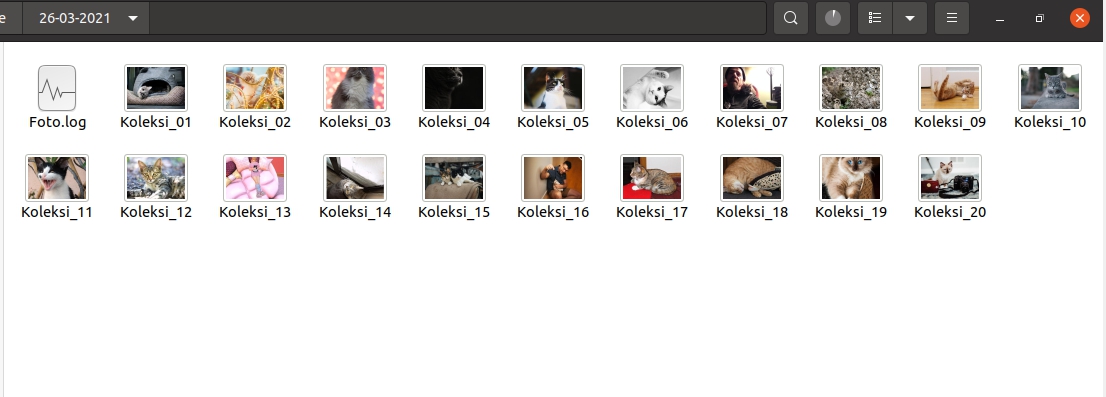 e
26-03-2021
Foto.log
Koleksi_01
Koleksi_02
Koleksi_03
Koleksi_04
Koleksi_05
Koleksi_06
Koleksi_07
Koleksi_08
Koleksi_09
Koleksi_10
Koleksi_11
Koleksi_12
Koleksi_13
Koleksi_14
Koleksi_15
Koleksi_16
Koleksi_17
Koleksi_18
Koleksi_19
Koleksi_20